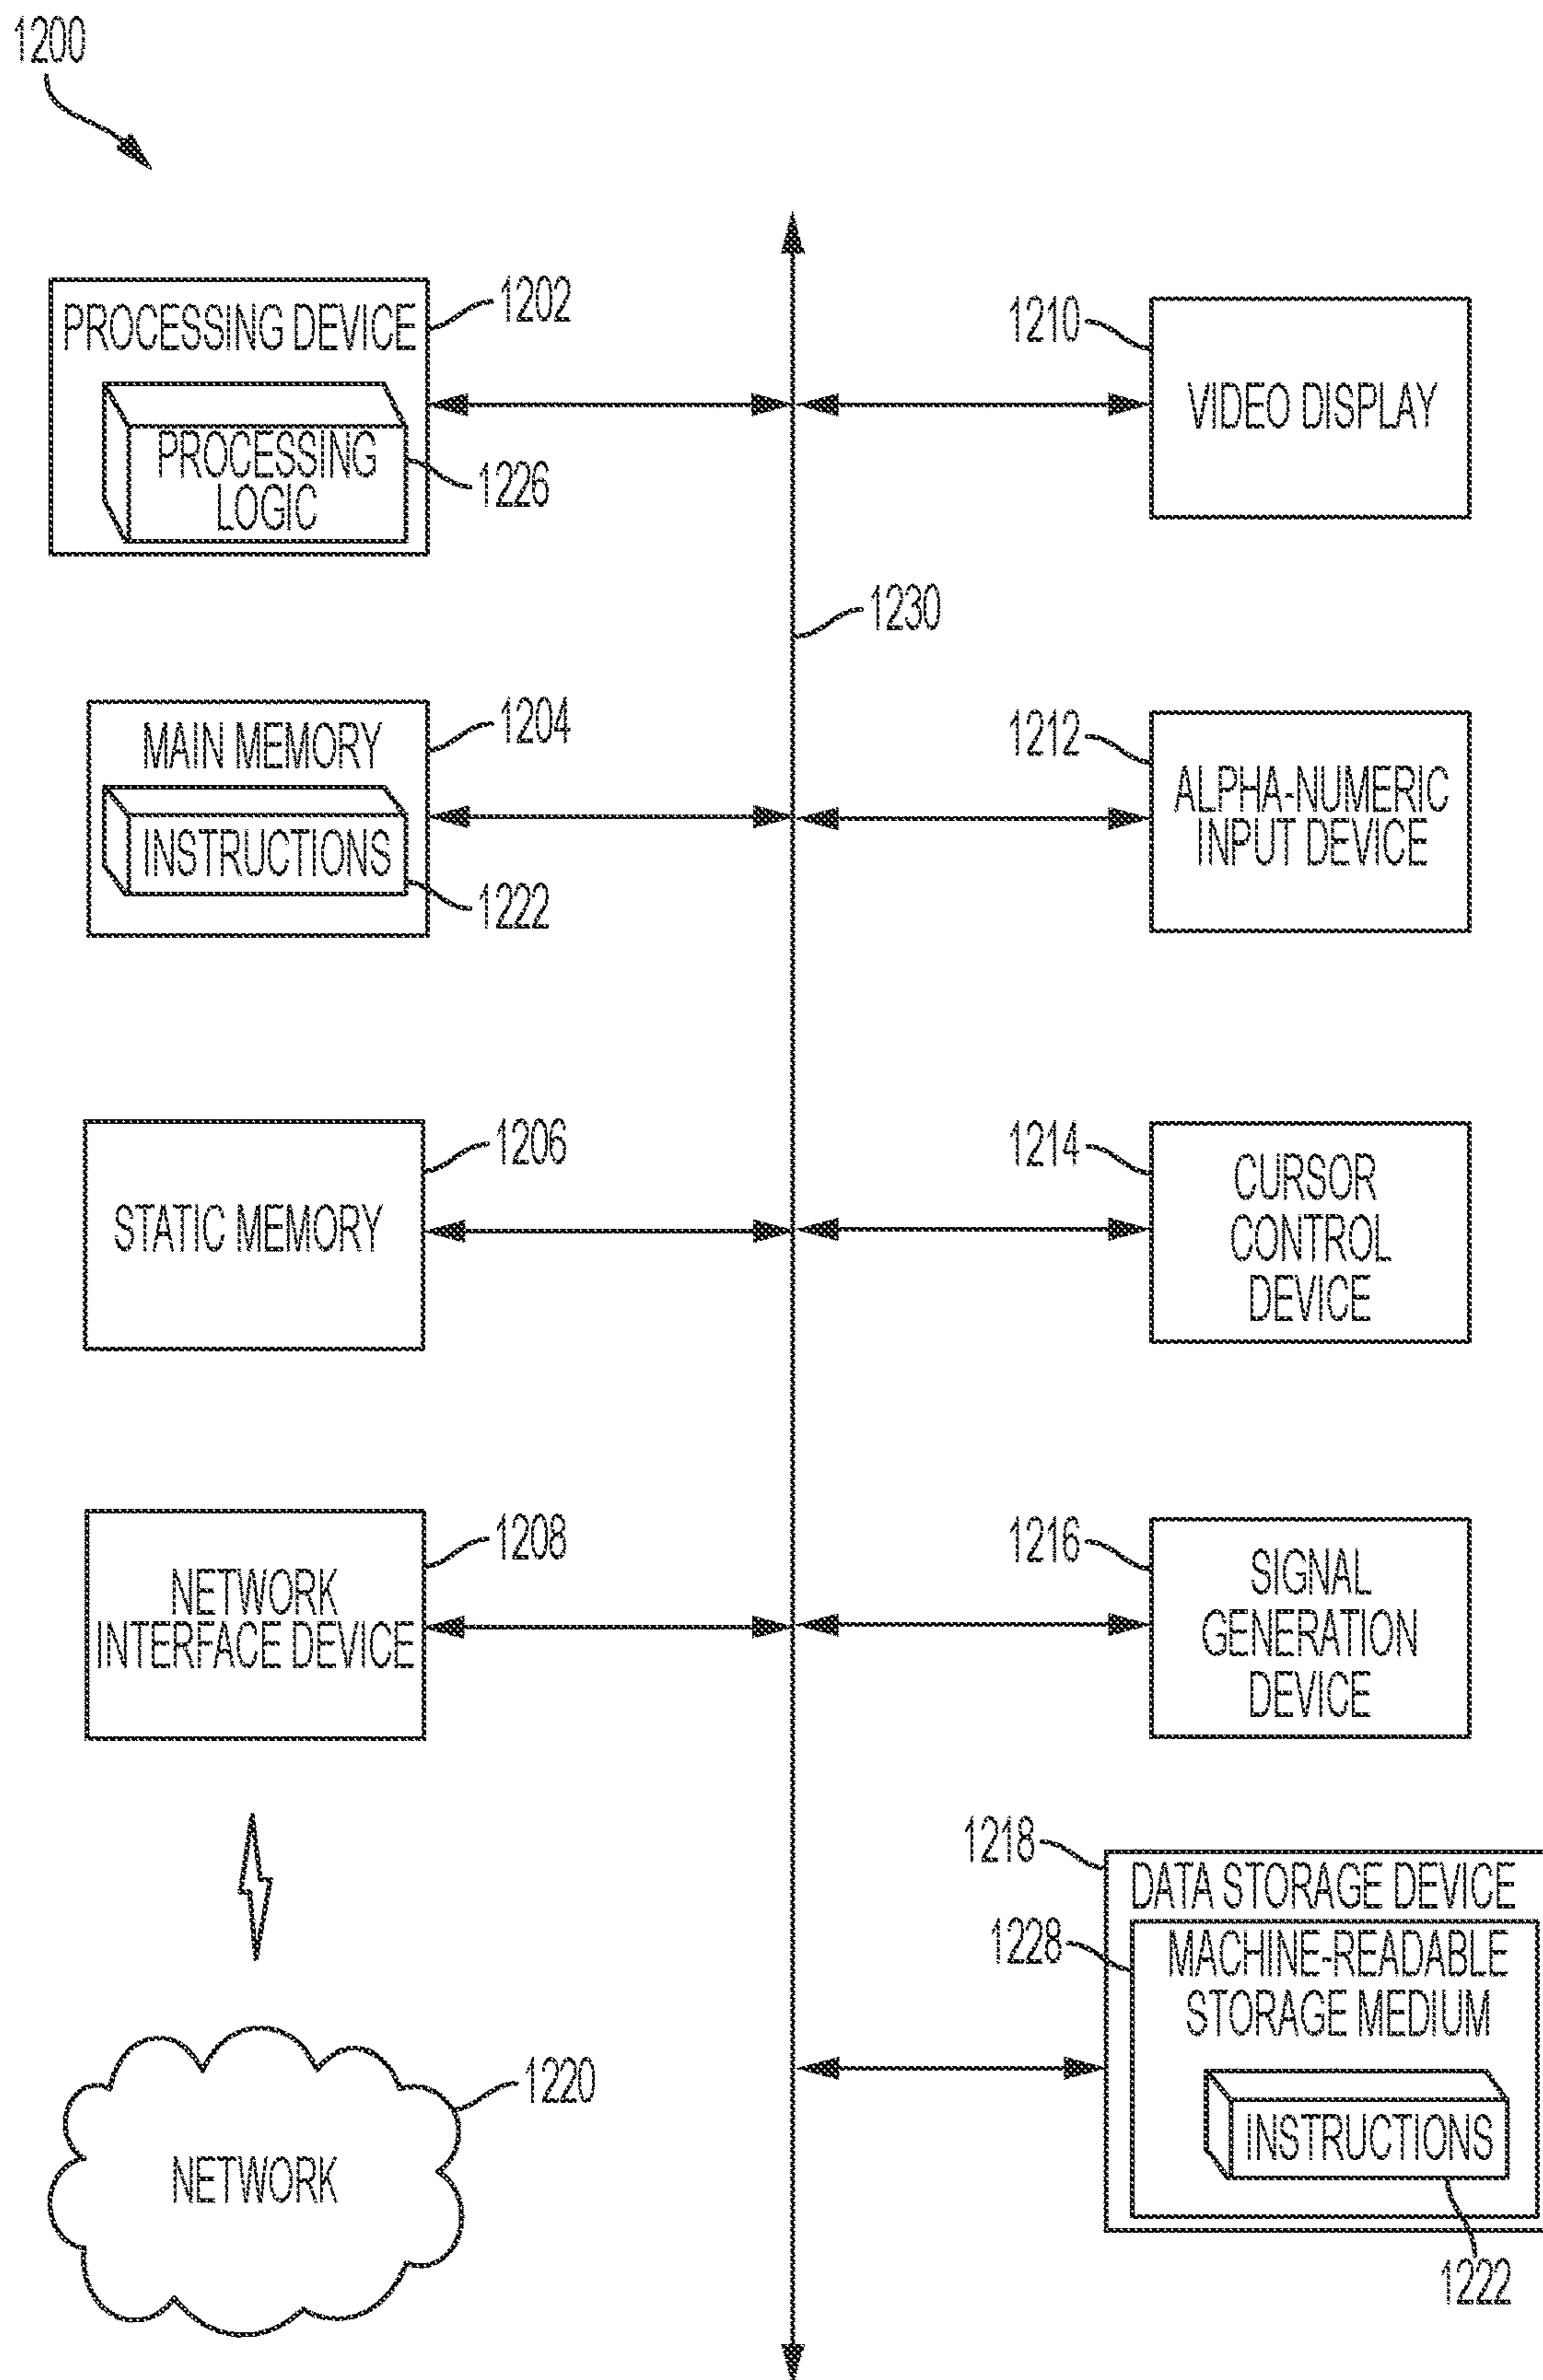 1200
PROCESSING DEVICE
1202
PROCESSING
LOGIC
1226
1210
VIDEO DISPLAY
1230
MAIN MEMORY
1204
INSTRUCTIONS
1222
1212
ALPHA-NUMERIC
INPUT DEVICE
STATIC MEMORY
1206
1214
CURSOR
CONTROL
DEVICE
NETWORK
INTERFACE DEVICE
1208
1216
SIGNAL
GENERATION
DEVICE
1218
DATA STORAGE DEVICE
1228
MACHINE-READABLE
STORAGE MEDIUM
INSTRUCTIONS
1222
NETWORK
1220